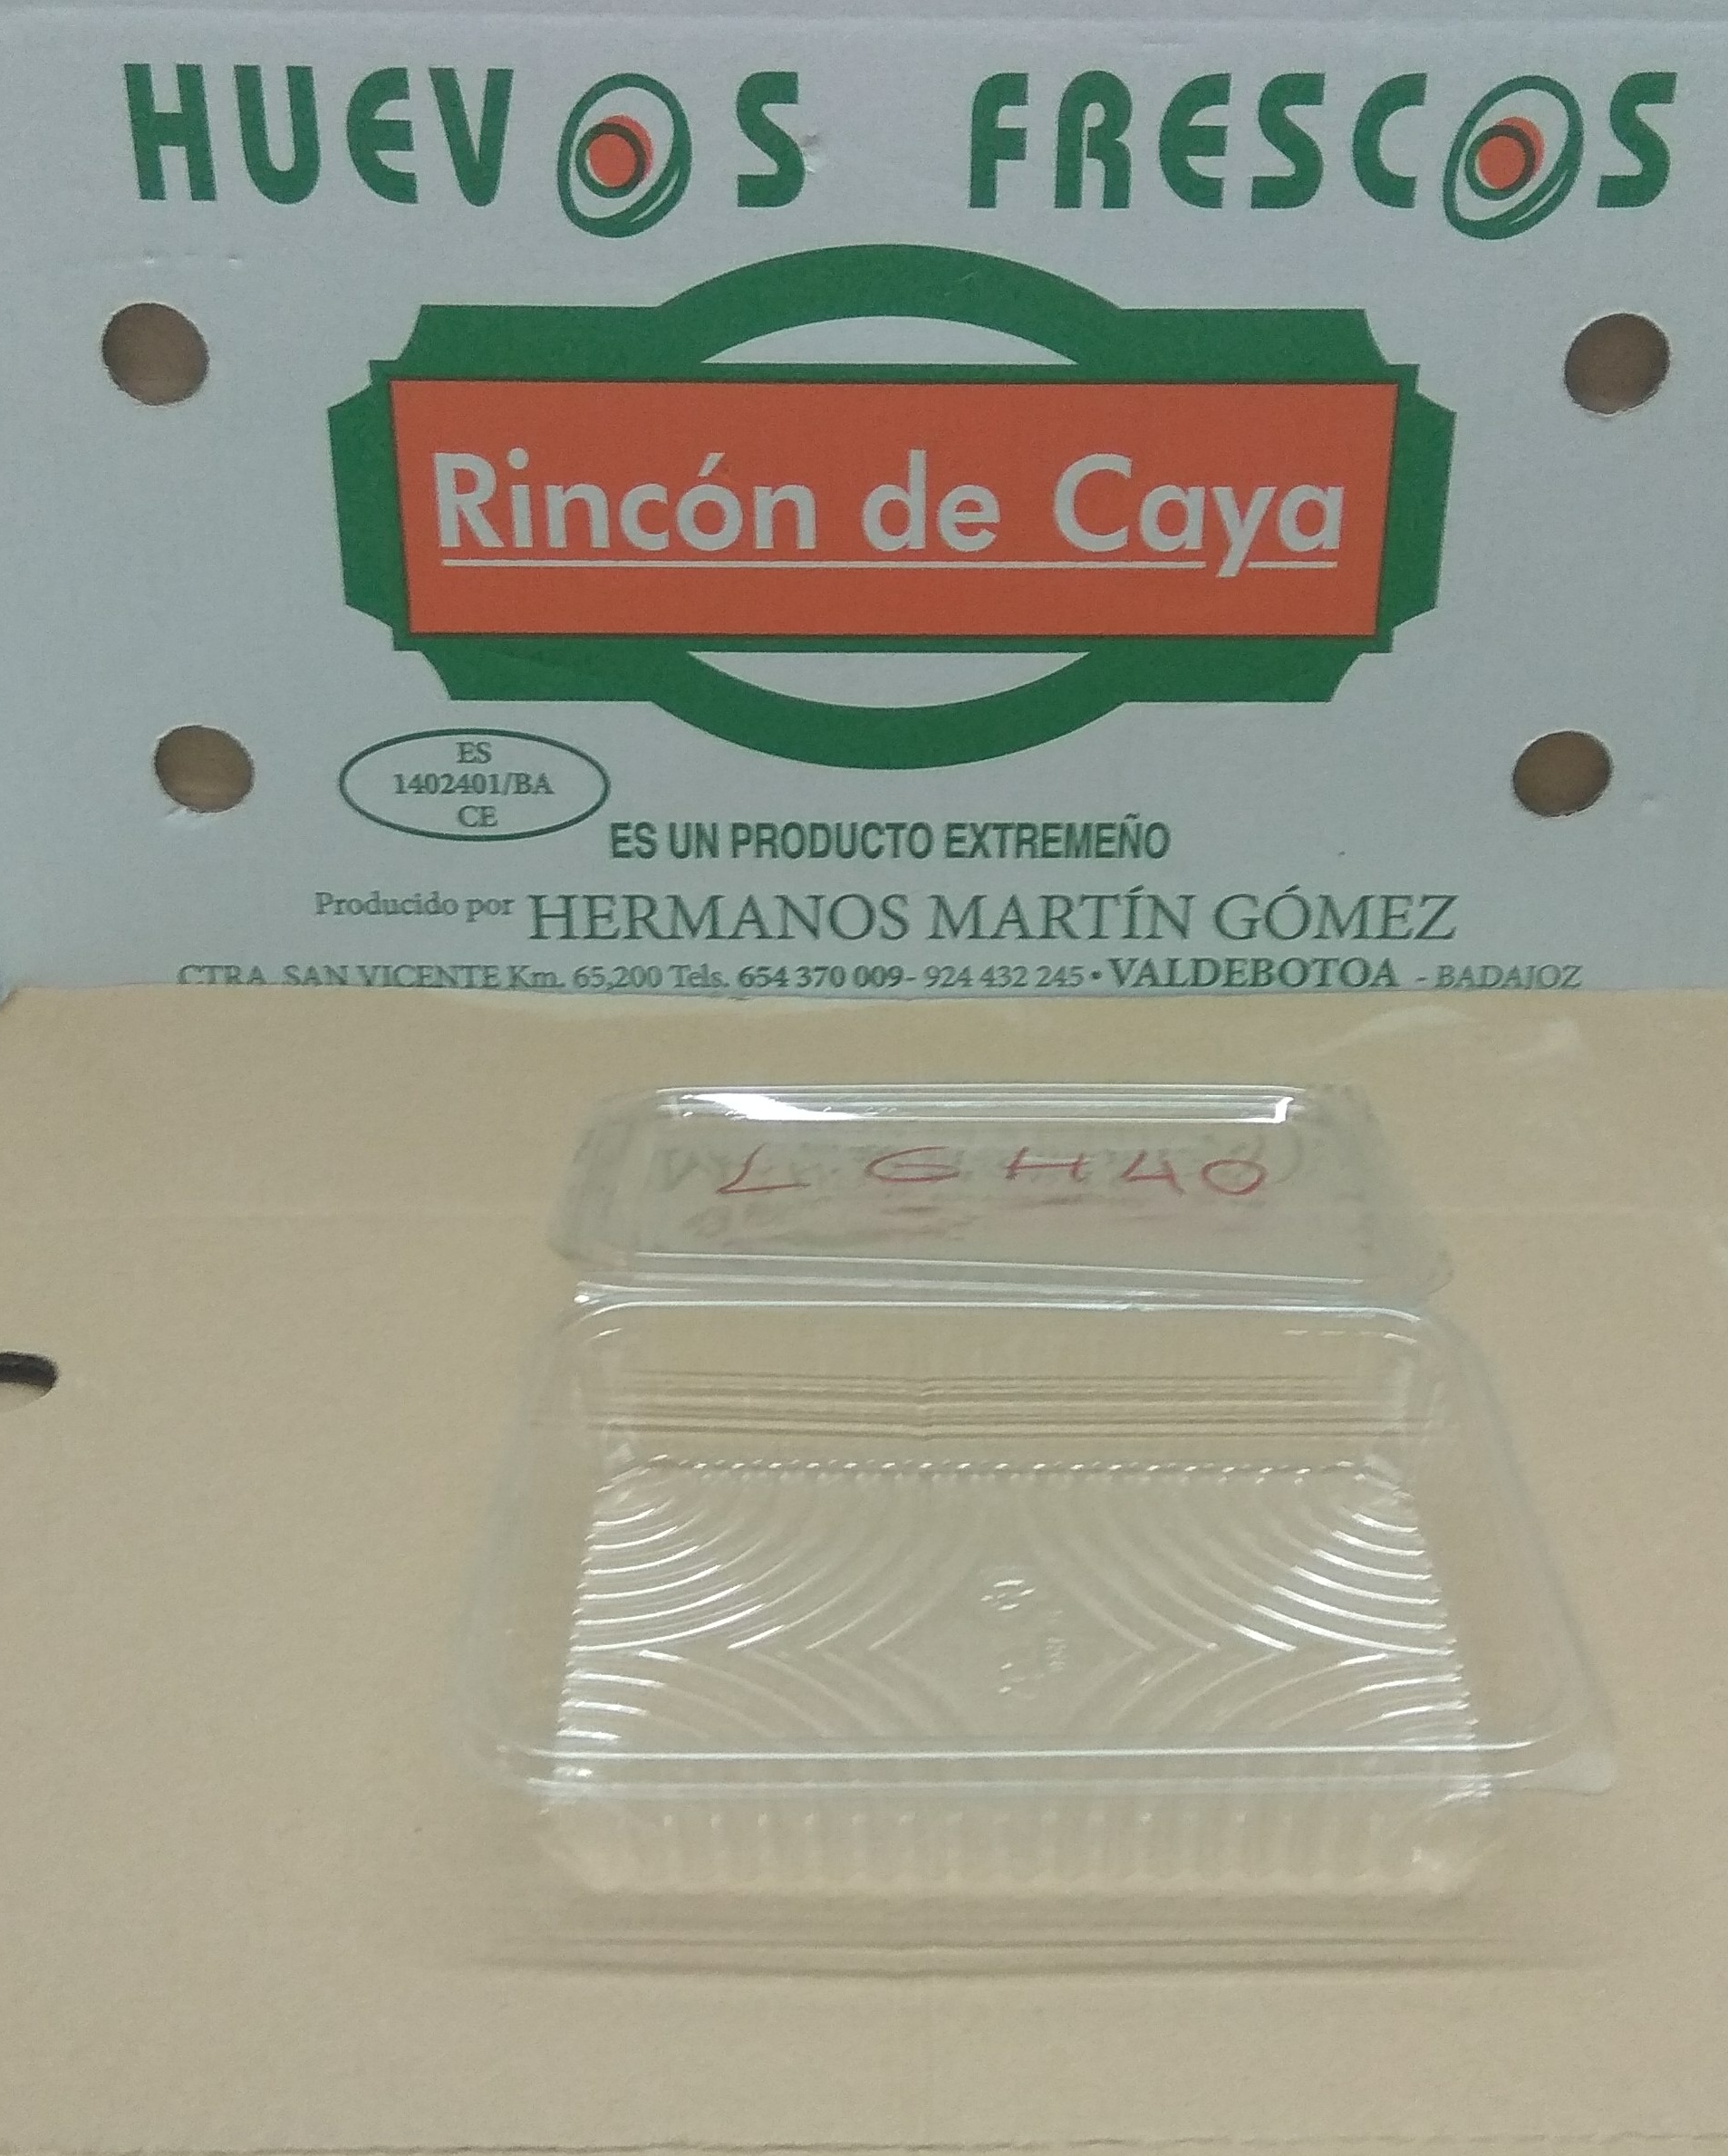 HUEVOS FRESCOS
Rincón de Caya
ES
1402401/BA
CE
ES UN PRODUCTO EXTREMEÑO
Producido por HERMANOS MARTÍN GÓMEZ
CTRA. SAN VICENTE Km. 65,200 Tels. 654 370 009 - 924 432 245 • VALDEBOTOA - BADAJOZ